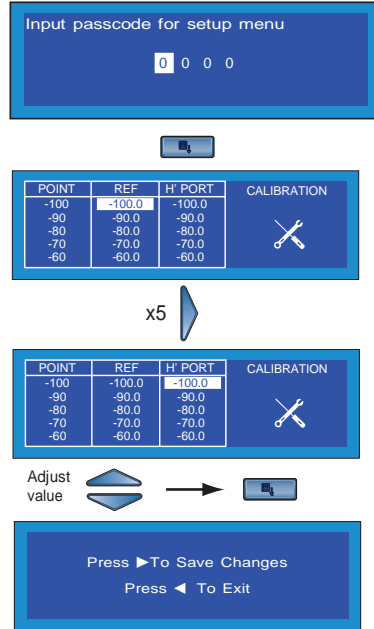 Input passcode for setup menu
0 0 0 0
POINT REF H' PORT CALIBRATION
-100 -100.0 -100.0
-90 -90.0 -90.0
-80 -80.0 -80.0
-70 -70.0 -70.0
-60 -60.0 -60.0
x5
POINT REF H' PORT CALIBRATION
-100 -100.0 -100.0
-90 -90.0 -90.0
-80 -80.0 -80.0
-70 -70.0 -70.0
-60 -60.0 -60.0
Adjust
value
Press ▶To Save Changes
Press ◀ To Exit